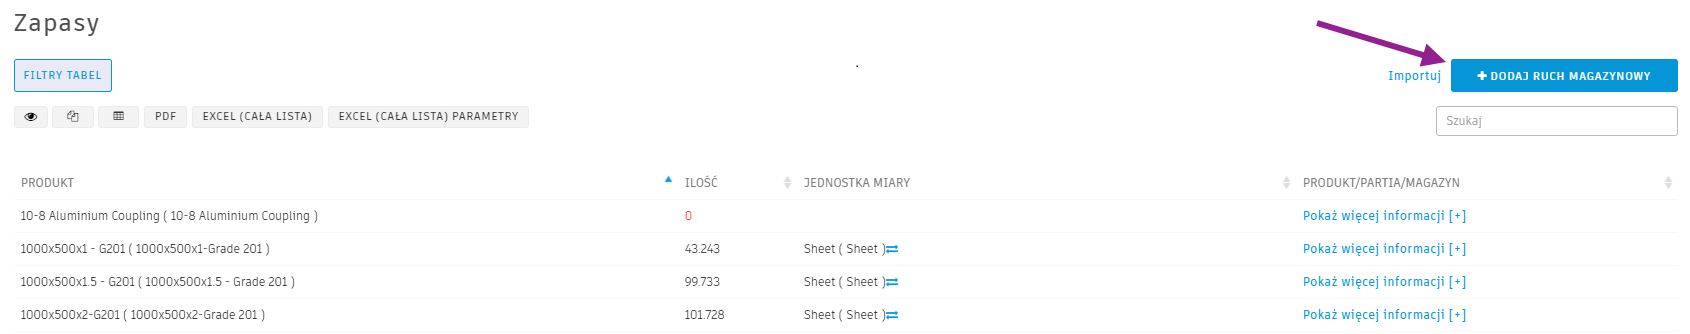 Zapasy
FILTRY TABEL
Importuj
DODAJ RUCH MAGAZYNOWY
PDF
EXCEL (CAŁA LISTA)
EXCEL (CAŁA LISTA) PARAMETRY
Szukaj
PRODUKT ILOŚĆ JEDNOSTKA MIARY PRODUKT/PARTIA/MAGAZYN
10-8 Aluminium Coupling ( 10-8 Aluminium Coupling ) 0 Pokaż więcej informacji [+]
1000x500x1 - G201 ( 1000x500x1-Grade 201 ) 43.243 Sheet ( Sheet ) Pokaż więcej informacji [+]
1000x500x1.5 - G201 ( 1000x500x1.5 - Grade 201 ) 99.733 Sheet ( Sheet ) Pokaż więcej informacji [+]
1000x500x2-G201 ( 1000x500x2-Grade 201 ) 101.728 Sheet ( Sheet ) Pokaż więcej informacji [+]